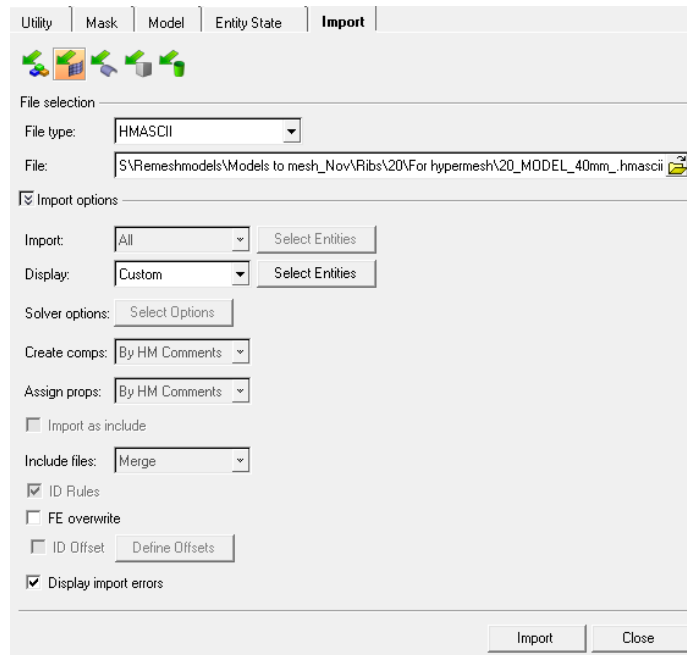 Utility Mask Model Entity State Import
File selection
File type: HMASCII
File: S\Remeshmodels\Models to mesh_Nov\Ribs\20\For hypermesh\20_MODEL_40mm_.hmascii
Import options
Import: All Select Entities
Display: Custom Select Entities
Solver options: Select Options
Create comps: By HM Comments
Assign props: By HM Comments
Import as include
Include files: Merge
ID Rules
FE overwrite
ID Offset Define Offsets
Display import errors
Import Close